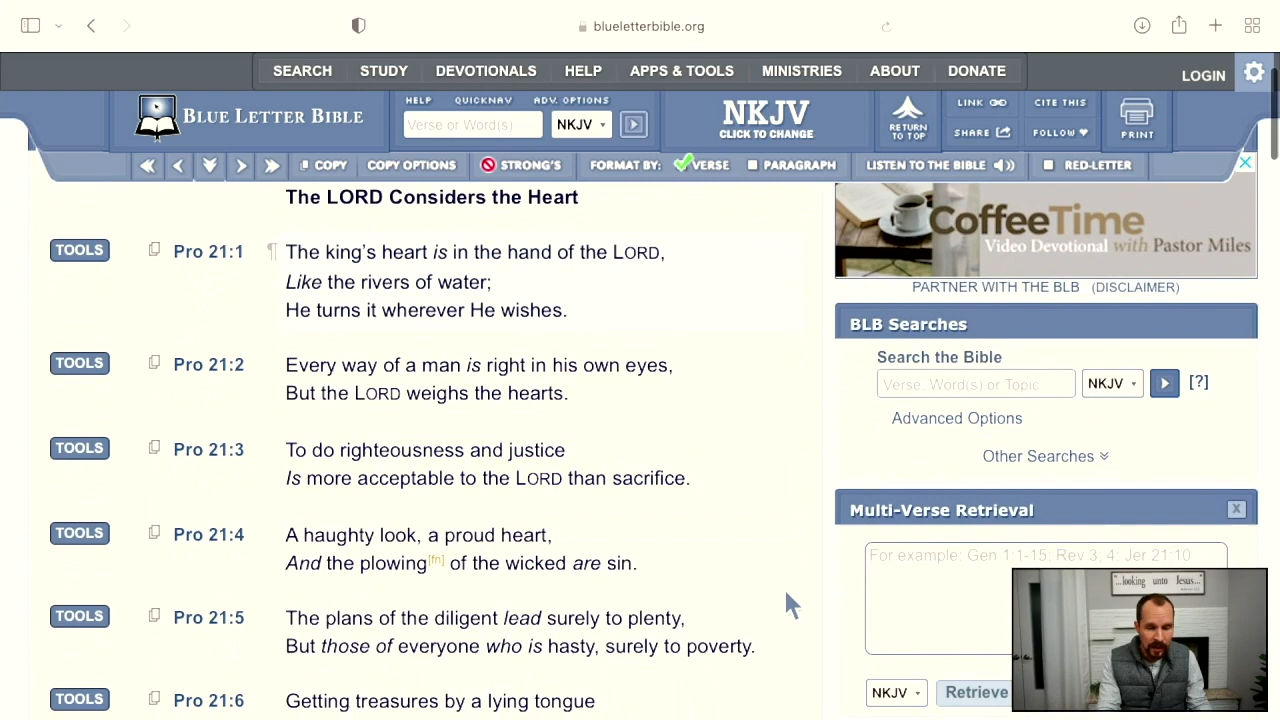 blueletterbible.org
SEARCH STUDY DEVOTIONALS HELP APPS & TOOLS MINISTRIES ABOUT DONATE LOGIN
BLUE LETTER BIBLE
HELP QUICKNAV ADV. OPTIONS
Verse or Word(s) NKJV
NKJV
CLICK TO CHANGE
RETURN
TO TOP
LINK CITE THIS
SHARE FOLLOW
PRINT
COPY COPY OPTIONS STRONG'S FORMAT BY: VERSE PARAGRAPH LISTEN TO THE BIBLE RED-LETTER
The LORD Considers the Heart
TOOLS Pro 21:1 ¶ The king's heart is in the hand of the LORD,
Like the rivers of water;
He turns it wherever He wishes.
TOOLS Pro 21:2 Every way of a man is right in his own eyes,
But the LORD weighs the hearts.
TOOLS Pro 21:3 To do righteousness and justice
Is more acceptable to the LORD than sacrifice.
TOOLS Pro 21:4 A haughty look, a proud heart,
And the plowing[fn] of the wicked are sin.
TOOLS Pro 21:5 The plans of the diligent lead surely to plenty,
But those of everyone who is hasty, surely to poverty.
TOOLS Pro 21:6 Getting treasures by a lying tongue
CoffeeTime
Video Devotional with Pastor Miles
PARTNER WITH THE BLB (DISCLAIMER)
BLB Searches
Search the Bible
Verse, Word(s) or Topic NKJV [?]
Advanced Options
Other Searches
Multi-Verse Retrieval X
For example: Gen 1:1-15; Rev 3; 4; Jer 21:10
NKJV Retrieve
...looking unto Jesus...